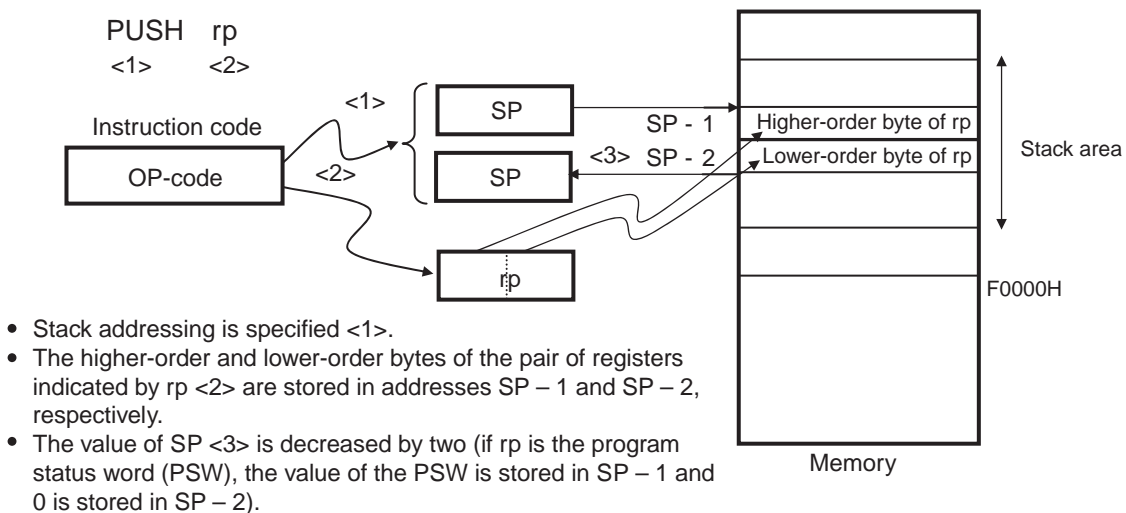 PUSH rp
<1> <2>
Instruction code
OP-code
<1>
<2>
SP
SP
rp
<3>
SP - 1
SP - 2
Higher-order byte of rp
Lower-order byte of rp
Stack area
F0000H
Memory
• Stack addressing is specified <1>.
• The higher-order and lower-order bytes of the pair of registers
indicated by rp <2> are stored in addresses SP – 1 and SP – 2,
respectively.
• The value of SP <3> is decreased by two (if rp is the program
status word (PSW), the value of the PSW is stored in SP – 1 and
0 is stored in SP – 2).